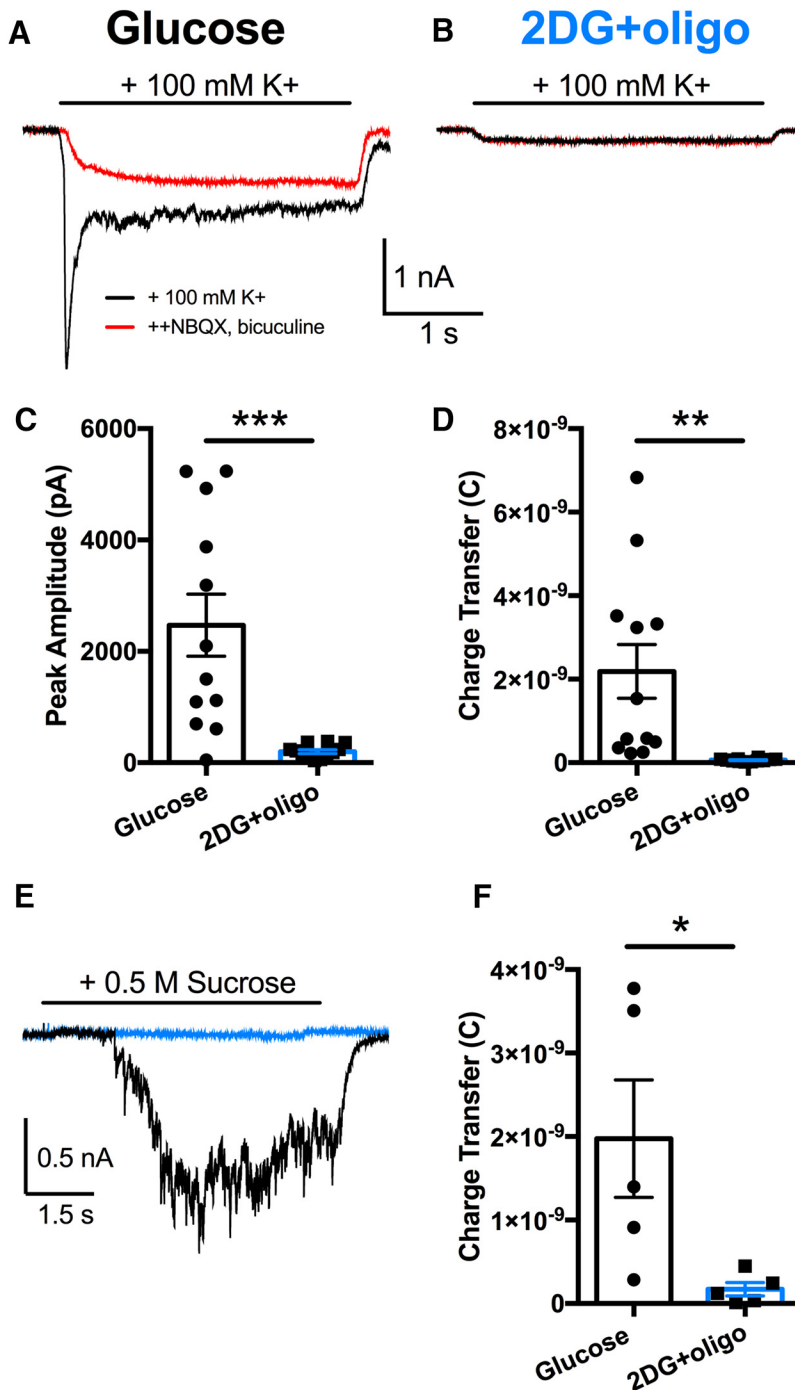 A
Glucose
B
2DG+oligo
+ 100 mM K+
+ 100 mM K+
+ 100 mM K+
++NBQX, bicuculine
1 nA
1 s
C
***
Peak Amplitude (pA)
6000
4000
2000
0
Glucose
2DG+oligo
D
**
Charge Transfer (C)
8×10⁻⁹
6×10⁻⁹
4×10⁻⁹
2×10⁻⁹
0
Glucose
2DG+oligo
E
+ 0.5 M Sucrose
0.5 nA
1.5 s
F
*
Charge Transfer (C)
4×10⁻⁹
3×10⁻⁹
2×10⁻⁹
1×10⁻⁹
0
Glucose
2DG+oligo